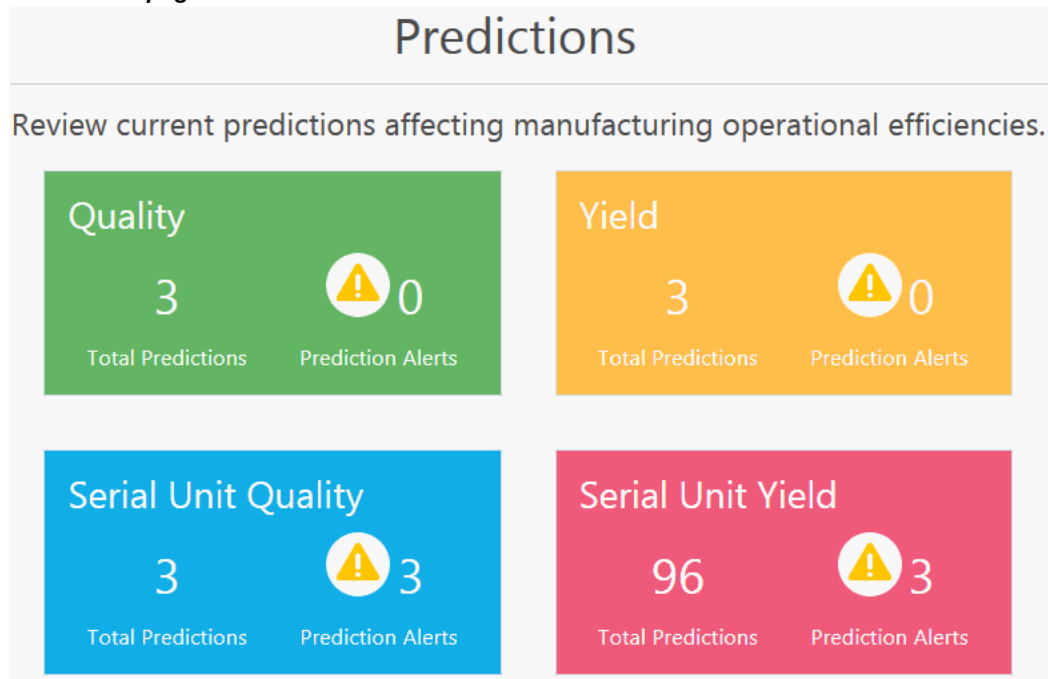 Predictions
Review current predictions affecting manufacturing operational efficiencies.
Quality
3
0
Total Predictions
Prediction Alerts
Yield
3
0
Total Predictions
Prediction Alerts
Serial Unit Quality
3
3
Total Predictions
Prediction Alerts
Serial Unit Yield
96
3
Total Predictions
Prediction Alerts